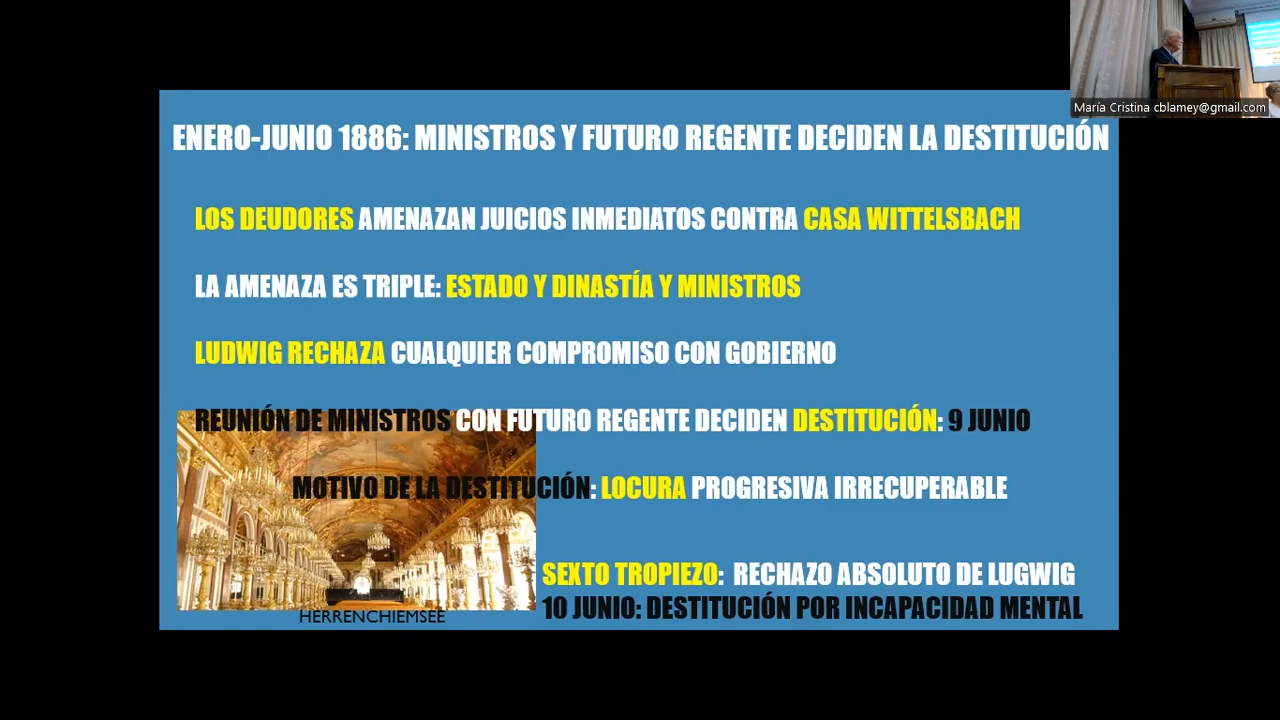 María Cristina cblamey@gmail.com
ENERO-JUNIO 1886: MINISTROS Y FUTURO REGENTE DECIDEN LA DESTITUCIÓN
LOS DEUDORES AMENAZAN JUICIOS INMEDIATOS CONTRA CASA WITTELSBACH
LA AMENAZA ES TRIPLE: ESTADO Y DINASTÍA Y MINISTROS
LUDWIG RECHAZA CUALQUIER COMPROMISO CON GOBIERNO
REUNIÓN DE MINISTROS CON FUTURO REGENTE DECIDEN DESTITUCIÓN: 9 JUNIO
MOTIVO DE LA DESTITUCIÓN: LOCURA PROGRESIVA IRRECUPERABLE
SEXTO TROPIEZO: RECHAZO ABSOLUTO DE LUGWIG
10 JUNIO: DESTITUCIÓN POR INCAPACIDAD MENTAL
HERRENCHIEMSEE